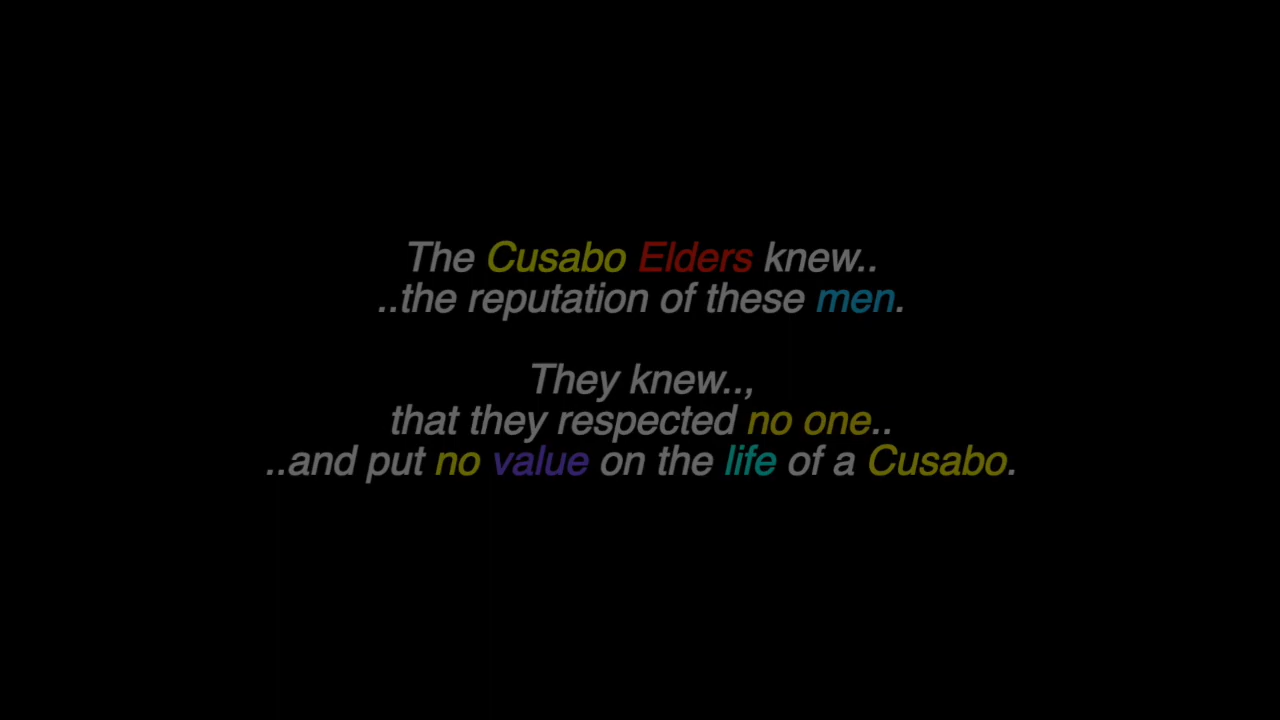 The Cusabo Elders knew..
..the reputation of these men.
They knew..,
that they respected no one..
..and put no value on the life of a Cusabo.